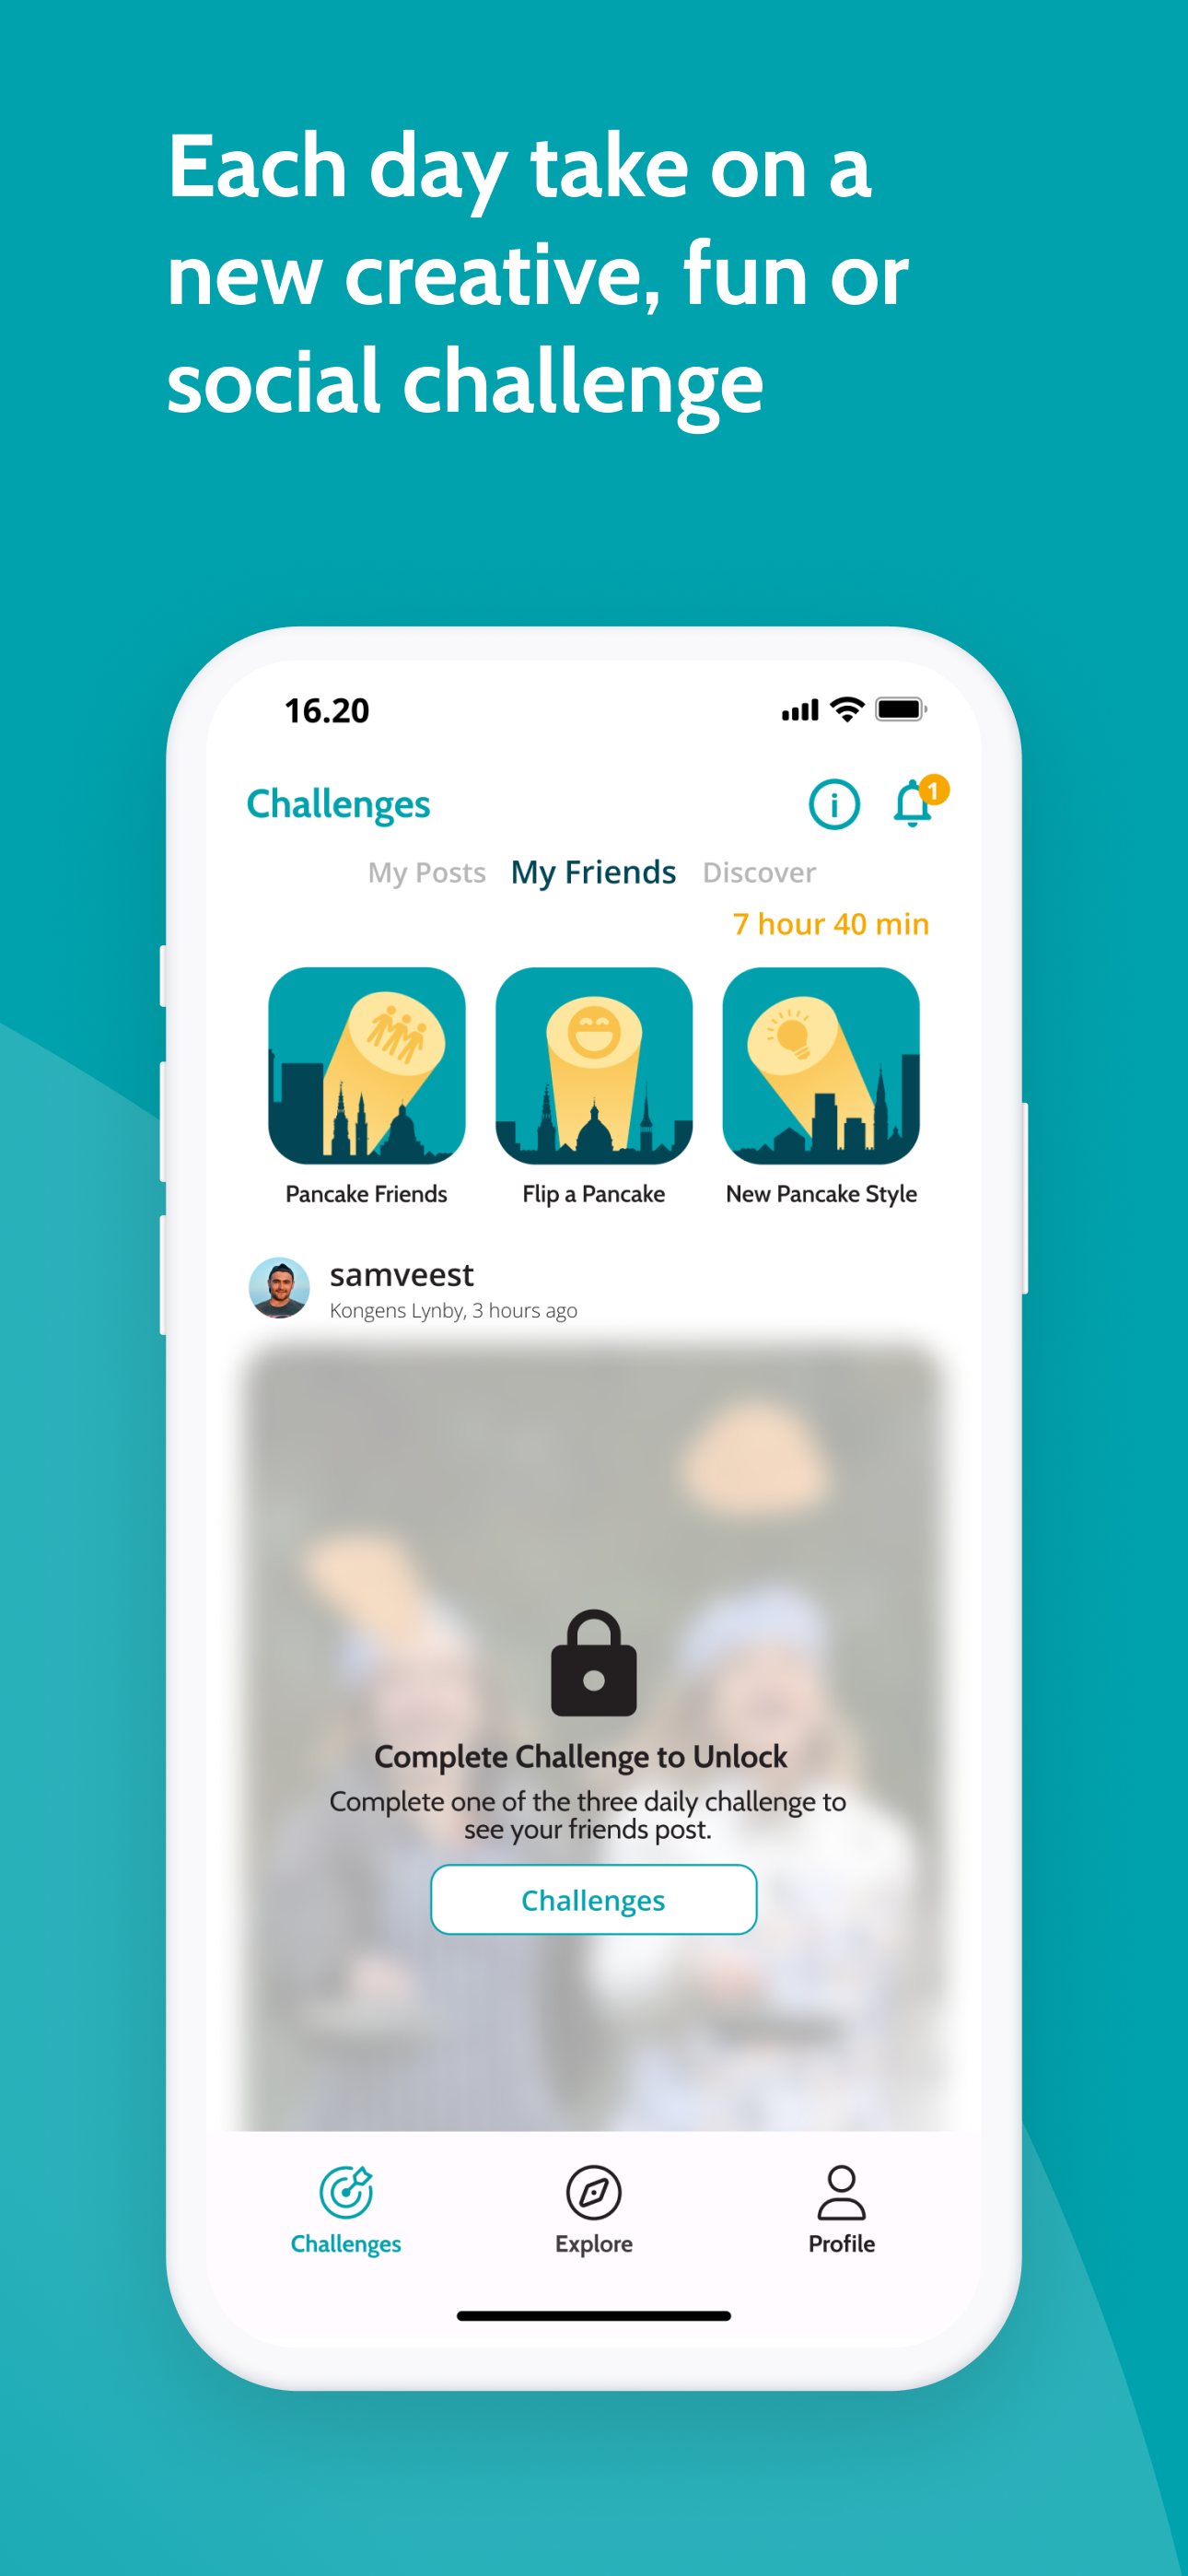 Each day take on a
new creative, fun or
social challenge
16.20
Challenges
i
1
My Posts My Friends Discover
7 hour 40 min
Pancake Friends Flip a Pancake New Pancake Style
samveest
Kongens Lynby, 3 hours ago
Complete Challenge to Unlock
Complete one of the three daily challenge to
see your friends post.
Challenges
Challenges Explore Profile